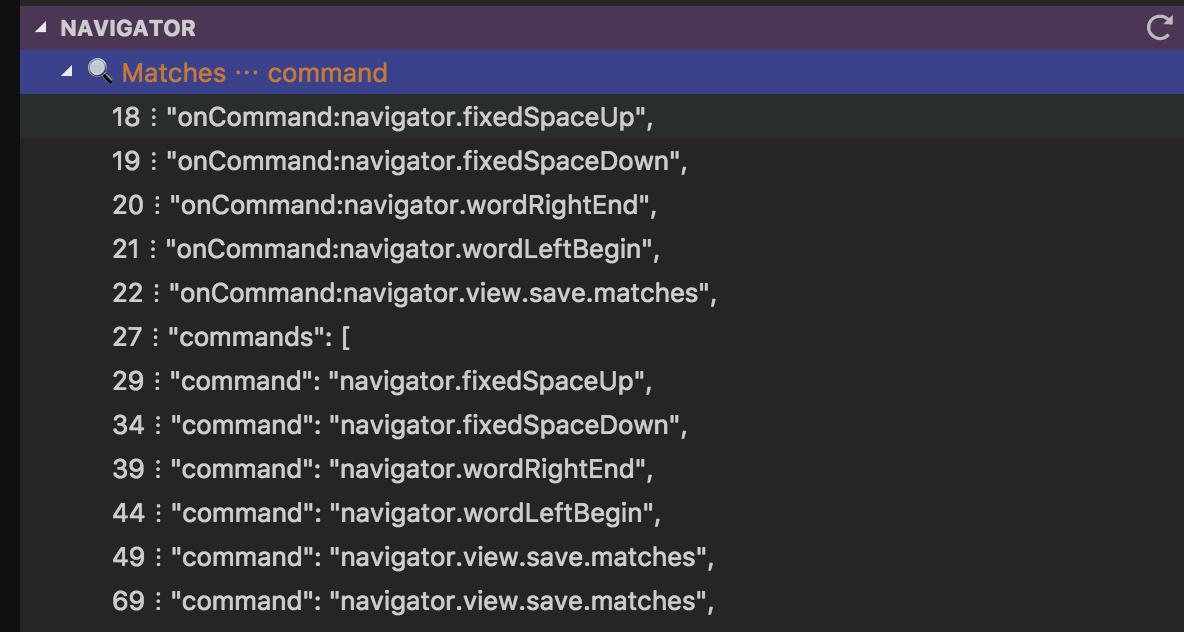 NAVIGATOR
Matches ··· command
18 ⋮ "onCommand:navigator.fixedSpaceUp",
19 ⋮ "onCommand:navigator.fixedSpaceDown",
20 ⋮ "onCommand:navigator.wordRightEnd",
21 ⋮ "onCommand:navigator.wordLeftBegin",
22 ⋮ "onCommand:navigator.view.save.matches",
27 ⋮ "commands": [
29 ⋮ "command": "navigator.fixedSpaceUp",
34 ⋮ "command": "navigator.fixedSpaceDown",
39 ⋮ "command": "navigator.wordRightEnd",
44 ⋮ "command": "navigator.wordLeftBegin",
49 ⋮ "command": "navigator.view.save.matches",
69 ⋮ "command": "navigator.view.save.matches",